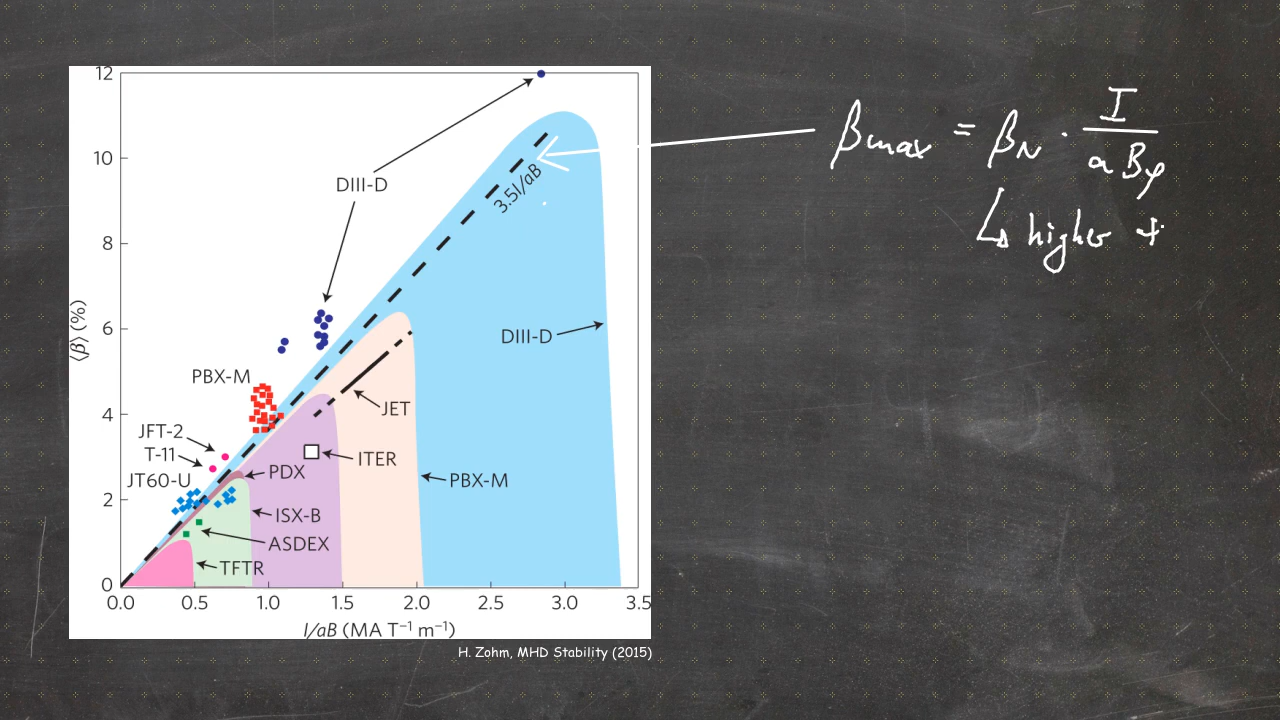 12
10
8
6
4
2
0
⟨β⟩ (%)
DIII-D
3.5I/aB
DIII-D
PBX-M
JET
JFT-2
T-11
ITER
JT60-U
PDX
PBX-M
ISX-B
ASDEX
TFTR
0.0 0.5 1.0 1.5 2.0 2.5 3.0 3.5
I/aB (MA T⁻¹ m⁻¹)
H. Zohm, MHD Stability (2015)
βmax = βN · I / a Bφ
↳ higher